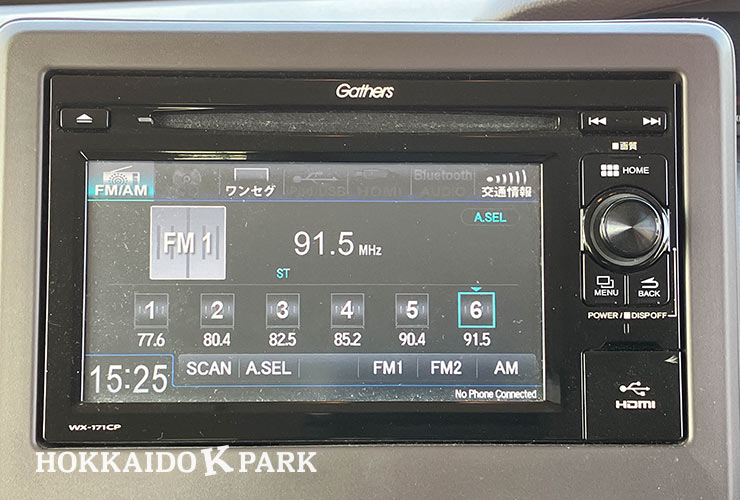 Gathers
■画質
HOME
FM/AM
ワンセグ
iPod/USB
HDMI
Bluetooth
AUDIO
交通情報
A.SEL
FM 1
91.5 MHz
ST
1 2 3 4 5 6
77.6 80.4 82.5 85.2 90.4 91.5
MENU BACK
POWER / ■DISP OFF
SCAN A.SEL FM1 FM2 AM
15:25
No Phone Connected
HDMI
WX-171CP
HOKKAIDO K PARK